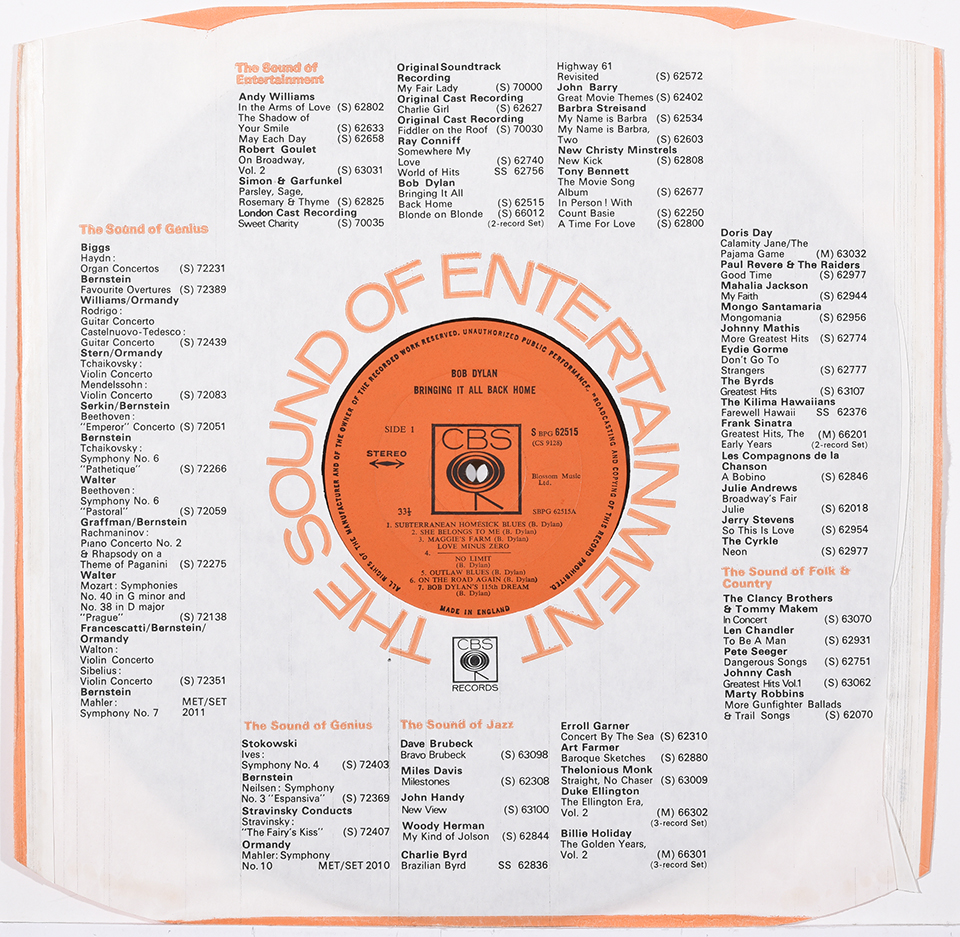 The Sound of
Entertainment
Andy Williams
In the Arms of Love (S) 62802
The Shadow of
Your Smile (S) 62633
May Each Day (S) 62658
Robert Goulet
On Broadway,
Vol. 2 (S) 63031
Simon & Garfunkel
Parsley, Sage,
Rosemary & Thyme (S) 62825
London Cast Recording
Sweet Charity (S) 70035
Original Soundtrack
Recording
My Fair Lady (S) 70000
Original Cast Recording
Charlie Girl (S) 62627
Original Cast Recording
Fiddler on the Roof (S) 70030
Ray Conniff
Somewhere My
Love (S) 62740
World of Hits SS 62756
Bob Dylan
Bringing It All
Back Home (S) 62515
Blonde on Blonde (S) 66012
(2-record Set)
Highway 61
Revisited (S) 62572
John Barry
Great Movie Themes (S) 62402
Barbra Streisand
My Name is Barbra (S) 62534
My Name is Barbra,
Two (S) 62603
New Christy Minstrels
New Kick (S) 62808
Tony Bennett
The Movie Song
Album (S) 62677
In Person! With
Count Basie (S) 62250
A Time For Love (S) 62800
Doris Day
Calamity Jane/The
Pajama Game (M) 63032
Paul Revere & The Raiders
Good Time (S) 62977
Mahalia Jackson
My Faith (S) 62944
Mongo Santamaria
Mongomania (S) 62956
Johnny Mathis
More Greatest Hits (S) 62774
Eydie Gorme
Don't Go To
Strangers (S) 62777
The Byrds
Greatest Hits (S) 63107
The Kilima Hawaiians
Farewell Hawaii SS 62376
Frank Sinatra
Greatest Hits, The (M) 66201
Early Years (2-record Set)
Les Compagnons de la
Chanson
A Bobino (S) 62846
Julie Andrews
Broadway's Fair
Julie (S) 62018
Jerry Stevens
So This Is Love (S) 62954
The Cyrkle
Neon (S) 62977
The Sound of Folk &
Country
The Clancy Brothers
& Tommy Makem
In Concert (S) 63070
Len Chandler
To Be A Man (S) 62931
Pete Seeger
Dangerous Songs (S) 62751
Johnny Cash
Greatest Hits Vol.1 (S) 63062
Marty Robbins
More Gunfighter Ballads
& Trail Songs (S) 62070
The Sound of Genius
Biggs
Haydn:
Organ Concertos (S) 72231
Bernstein
Favourite Overtures (S) 72389
Williams/Ormandy
Rodrigo:
Guitar Concerto
Castelnuovo-Tedesco:
Guitar Concerto (S) 72439
Stern/Ormandy
Tchaikovsky:
Violin Concerto
Mendelssohn:
Violin Concerto (S) 72083
Serkin/Bernstein
Beethoven:
"Emperor" Concerto (S) 72051
Bernstein
Tchaikovsky:
Symphony No. 6
"Pathetique" (S) 72266
Walter
Beethoven:
Symphony No. 6
"Pastoral" (S) 72059
Graffman/Bernstein
Rachmaninov:
Piano Concerto No. 2
& Rhapsody on a
Theme of Paganini (S) 72275
Walter
Mozart: Symphonies
No. 40 in G minor and
No. 38 in D major
"Prague" (S) 72138
Francescatti/Bernstein/
Ormandy
Walton:
Violin Concerto
Sibelius:
Violin Concerto (S) 72351
Bernstein
Mahler: MET/SET
Symphony No. 7 2011
THE SOUND OF ENTERTAINMENT
ALL RIGHTS OF THE MANUFACTURER AND OF THE OWNER OF THE RECORDED WORK RESERVED. UNAUTHORIZED PUBLIC PERFORMANCE, BROADCASTING AND COPYING OF THIS RECORD PROHIBITED.
BOB DYLAN
BRINGING IT ALL BACK HOME
SIDE 1
STEREO
33⅓
CBS
S BPG 62515
(CS 9128)
Blossom Music
Ltd.
SBPG 62515A
1. SUBTERRANEAN HOMESICK BLUES (B. Dylan)
2. SHE BELONGS TO ME (B. Dylan)
3. MAGGIE'S FARM (B. Dylan)
4. LOVE MINUS ZERO
NO LIMIT
(B. Dylan)
5. OUTLAW BLUES (B. Dylan)
6. ON THE ROAD AGAIN (B. Dylan)
7. BOB DYLAN'S 115th DREAM
(B. Dylan)
MADE IN ENGLAND
CBS
RECORDS
The Sound of Genius
Stokowski
Ives:
Symphony No. 4 (S) 72403
Bernstein
Neilsen: Symphony
No. 3 "Espansiva" (S) 72369
Stravinsky Conducts
Stravinsky:
"The Fairy's Kiss" (S) 72407
Ormandy
Mahler: Symphony
No. 10 MET/SET 2010
The Sound of Jazz
Dave Brubeck
Bravo Brubeck (S) 63098
Miles Davis
Milestones (S) 62308
John Handy
New View (S) 63100
Woody Herman
My Kind of Jolson (S) 62844
Charlie Byrd
Brazilian Byrd SS 62836
Erroll Garner
Concert By The Sea (S) 62310
Art Farmer
Baroque Sketches (S) 62880
Thelonious Monk
Straight, No Chaser (S) 63009
Duke Ellington
The Ellington Era,
Vol. 2 (M) 66302
(3-record Set)
Billie Holiday
The Golden Years,
Vol. 2 (M) 66301
(3-record Set)